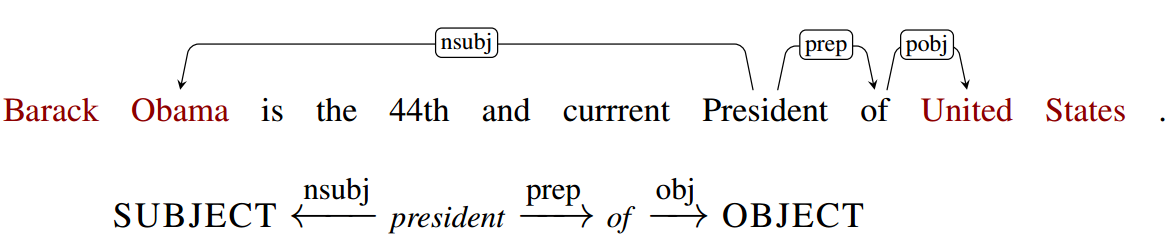 nsubj prep pobj
Barack Obama is the 44th and currrent President of United States .
nsubj prep obj
SUBJECT president of OBJECT